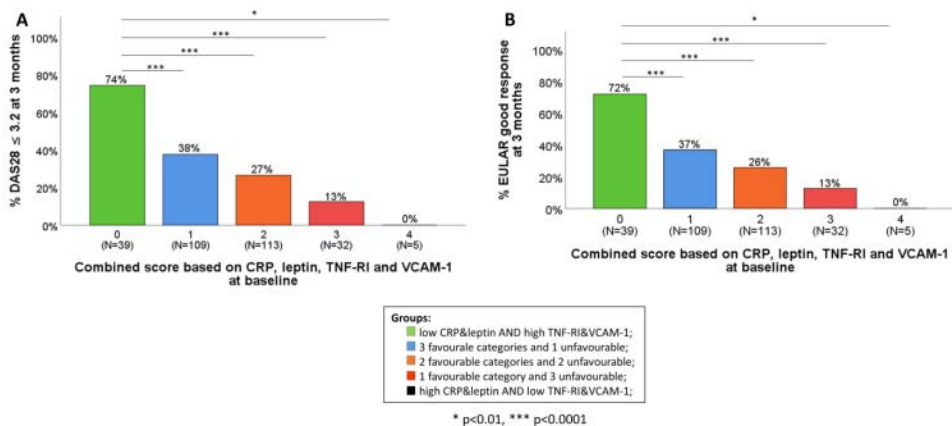 A
*
***
***
***
100%
80%
60%
40%
20%
0%
% DAS28 ≤ 3.2 at 3 months
74%
38%
27%
13%
0%
0 1 2 3 4
(N=39) (N=109) (N=113) (N=32) (N=5)
Combined score based on CRP, leptin, TNF-RI and VCAM-1
at baseline
B
*
***
***
***
100%
80%
60%
40%
20%
0%
% EULAR good response
at 3 months
72%
37%
26%
13%
0%
0 1 2 3 4
(N=39) (N=109) (N=113) (N=32) (N=5)
Combined score based on CRP, leptin, TNF-RI and VCAM-1
at baseline
Groups:
low CRP&leptin AND high TNF-RI&VCAM-1;
3 favourale categories and 1 unfavourable;
2 favourable categories and 2 unfavourable;
1 favourable category and 3 unfavourable;
high CRP&leptin AND low TNF-RI&VCAM-1;
* p<0.01, *** p<0.0001